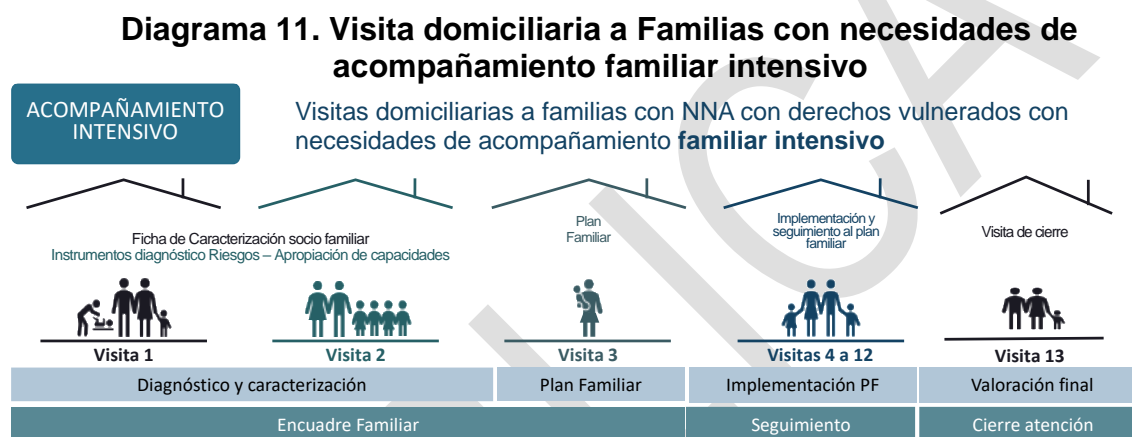 Diagrama 11. Visita domiciliaria a Familias con necesidades de
acompañamiento familiar intensivo
ACOMPAÑAMIENTO
INTENSIVO
Visitas domiciliarias a familias con NNA con derechos vulnerados con
necesidades de acompañamiento familiar intensivo
Ficha de Caracterización socio familiar
Instrumentos diagnóstico Riesgos – Apropiación de capacidades
Plan
Familiar
Implementación y
seguimiento al plan
familiar
Visita de cierre
Visita 1
Visita 2
Visita 3
Visitas 4 a 12
Visita 13
Diagnóstico y caracterización
Plan Familiar
Implementación PF
Valoración final
Encuadre Familiar
Seguimiento
Cierre atención